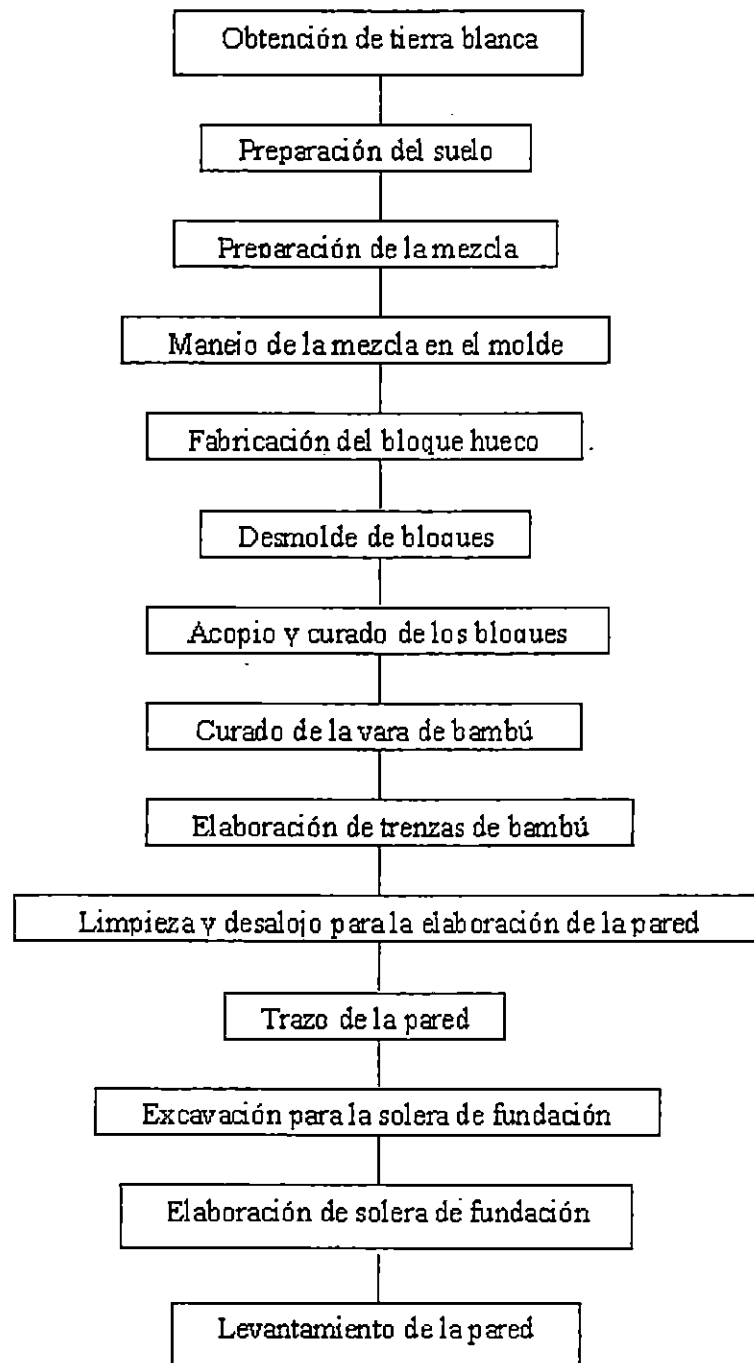 Obtención de tierra blanca
Preparación del suelo
Preparación de la mezcla
Manejo de la mezcla en el molde
Fabricación del bloque hueco
Desmolde de bloques
Acopio y curado de los bloques
Curado de la vara de bambú
Elaboración de trenzas de bambú
Limpieza y desalojo para la elaboración de la pared
Trazo de la pared
Excavación para la solera de fundación
Elaboración de solera de fundación
Levantamiento de la pared